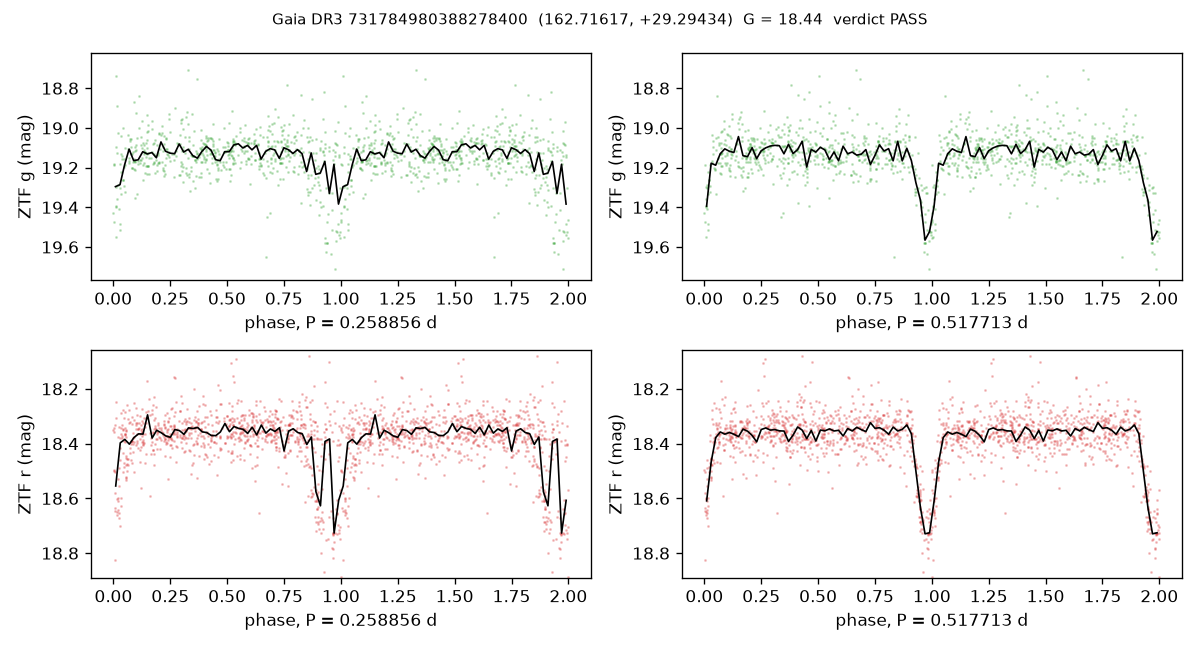 Gaia DR3 731784980388278400 (162.71617, +29.29434) G = 18.44 verdict PASS
ZTF g (mag)
18.8
19.0
19.2
19.4
19.6
0.00 0.25 0.50 0.75 1.00 1.25 1.50 1.75 2.00
phase, P = 0.258856 d
ZTF g (mag)
18.8
19.0
19.2
19.4
19.6
0.00 0.25 0.50 0.75 1.00 1.25 1.50 1.75 2.00
phase, P = 0.517713 d
ZTF r (mag)
18.2
18.4
18.6
18.8
0.00 0.25 0.50 0.75 1.00 1.25 1.50 1.75 2.00
phase, P = 0.258856 d
ZTF r (mag)
18.2
18.4
18.6
18.8
0.00 0.25 0.50 0.75 1.00 1.25 1.50 1.75 2.00
phase, P = 0.517713 d